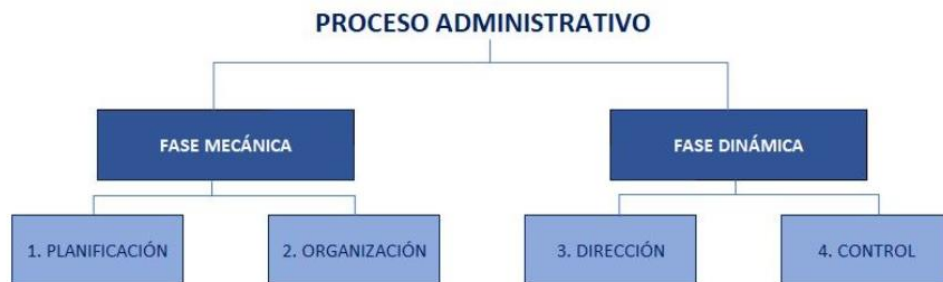 PROCESO ADMINISTRATIVO
FASE MECÁNICA
FASE DINÁMICA
1. PLANIFICACIÓN
2. ORGANIZACIÓN
3. DIRECCIÓN
4. CONTROL